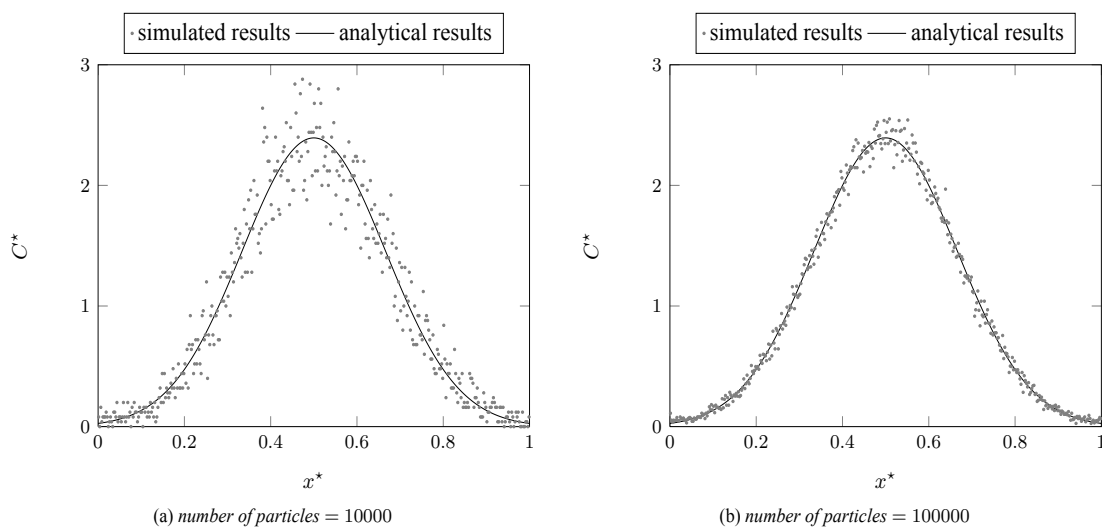 simulated results analytical results
3
2
1
0
0 0.2 0.4 0.6 0.8 1
C⋆
x⋆
(a) number of particles = 10000
simulated results analytical results
3
2
1
0
0 0.2 0.4 0.6 0.8 1
C⋆
x⋆
(b) number of particles = 100000